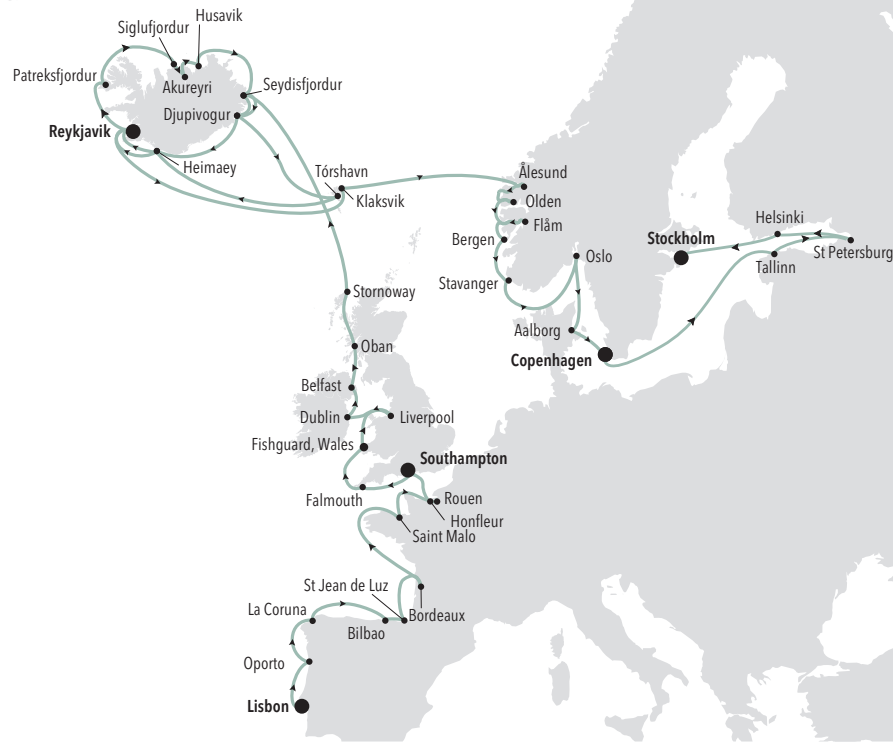 Husavik
Siglufjordur
Patreksfjordur
Akureyri
Seydisfjordur
Djupivogur
Reykjavik
Heimaey
Tórshavn
Klaksvik
Ålesund
Olden
Flåm
Bergen
Stavanger
Oslo
Stockholm
Helsinki
St Petersburg
Tallinn
Aalborg
Copenhagen
Stornoway
Oban
Belfast
Dublin
Liverpool
Fishguard, Wales
Southampton
Falmouth
Rouen
Honfleur
Saint Malo
St Jean de Luz
La Coruna
Bilbao
Bordeaux
Oporto
Lisbon